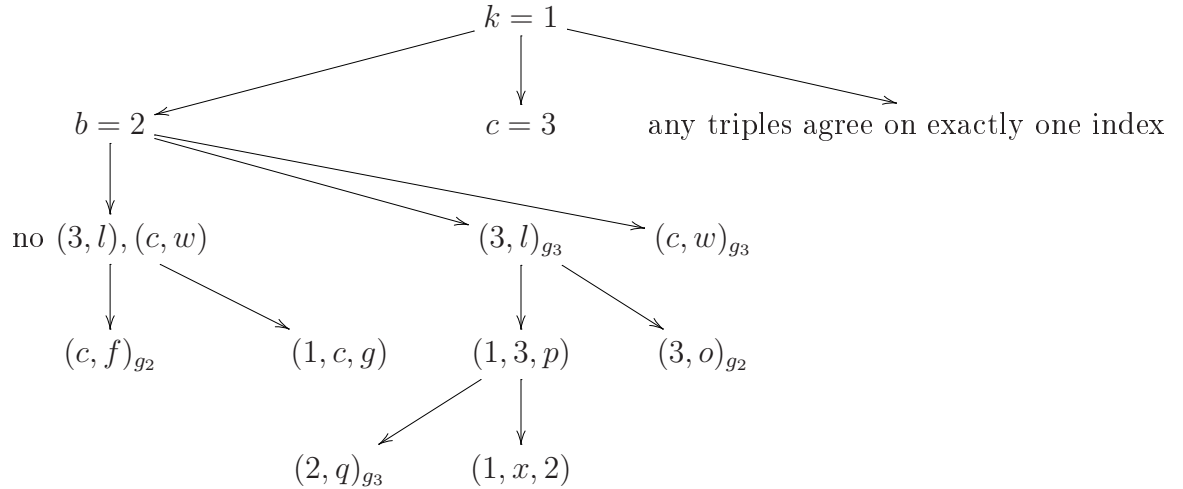 k = 1
b = 2 c = 3 any triples agree on exactly one index
no (3, l), (c, w) (3, l)_{g_3} (c, w)_{g_3}
(c, f)_{g_2} (1, c, g) (1, 3, p) (3, o)_{g_2}
(2, q)_{g_3} (1, x, 2)